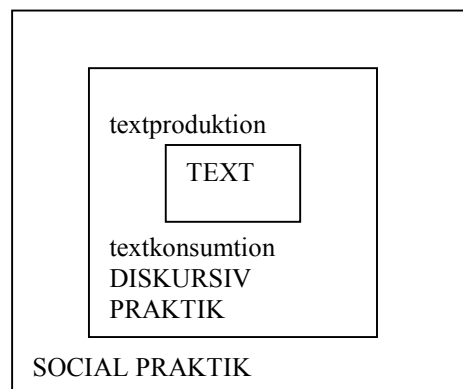 textproduktion
TEXT
textkonsumtion
DISKURSIV
PRAKTIK
SOCIAL PRAKTIK